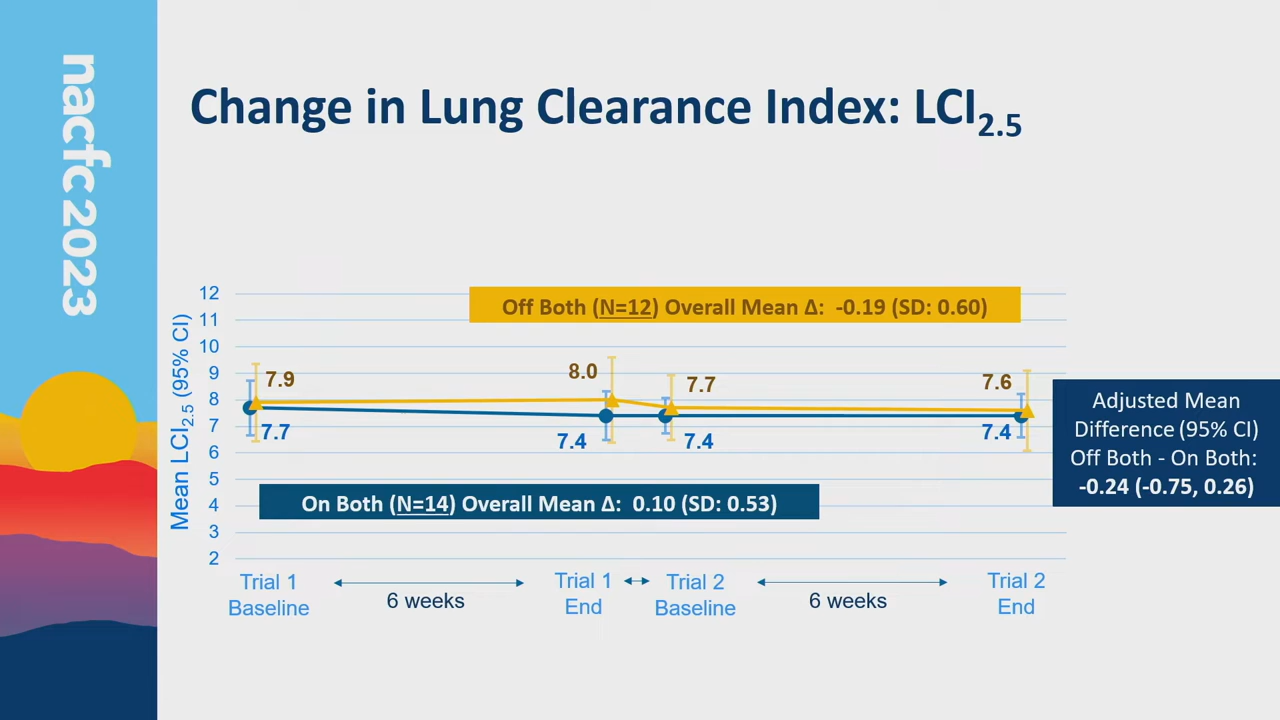 nacfc 2023
Change in Lung Clearance Index: LCI2.5
Mean LCI2.5 (95% CI)
12
11
10
9
8
7
6
5
4
3
2
Off Both (N=12) Overall Mean Δ: -0.19 (SD: 0.60)
7.9
8.0
7.7
7.6
7.7
7.4
7.4
7.4
On Both (N=14) Overall Mean Δ: 0.10 (SD: 0.53)
Adjusted Mean
Difference (95% CI)
Off Both - On Both:
-0.24 (-0.75, 0.26)
Trial 1
Baseline
6 weeks
Trial 1
End
Trial 2
Baseline
6 weeks
Trial 2
End